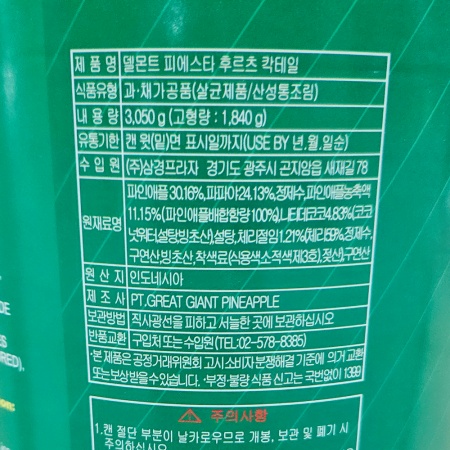 제 품 명 델몬트 피에스타 후르츠 칵테일
식품유형 과·채가공품(살균제품/산성통조림)
내 용 량 3,050 g (고형량 : 1,840 g)
유통기한 캔 윗(밑)면 표시일까지(USE BY 년,월,일순)
수 입 원 (주)삼경프라자 경기도 광주시 곤지암읍 새재길 78
파인애플 30.16%, 파파야 24.13%, 정제수, 파인애플농축액
11.15% (파인애플배합함량 100%), 나타데코코 4.83% (코코
원재료명 넛워터, 설탕, 빙초산), 설탕, 체리절임 1.21% (체리 59%, 정제수,
구연산, 빙초산, 착색료(식용색소적색제3호), 젖산), 구연산
원 산 지 인도네시아
제 조 사 PT.GREAT GIANT PINEAPPLE
보관방법 직사광선을 피하고 서늘한 곳에 보관하십시오
반품교환 구입처 또는 수입원(TEL:02-578-8385)
·본 제품은 공정거래위원회 고시 소비자 분쟁해결 기준에 의거 교환
또는 보상 받을 수 있습니다. ·부정·불량 식품 신고는 국번없이 1399
⚠ 주의사항
1.캔 절단 부분이 날카로우므로 개봉, 보관 및 폐기 시
주의하십시오